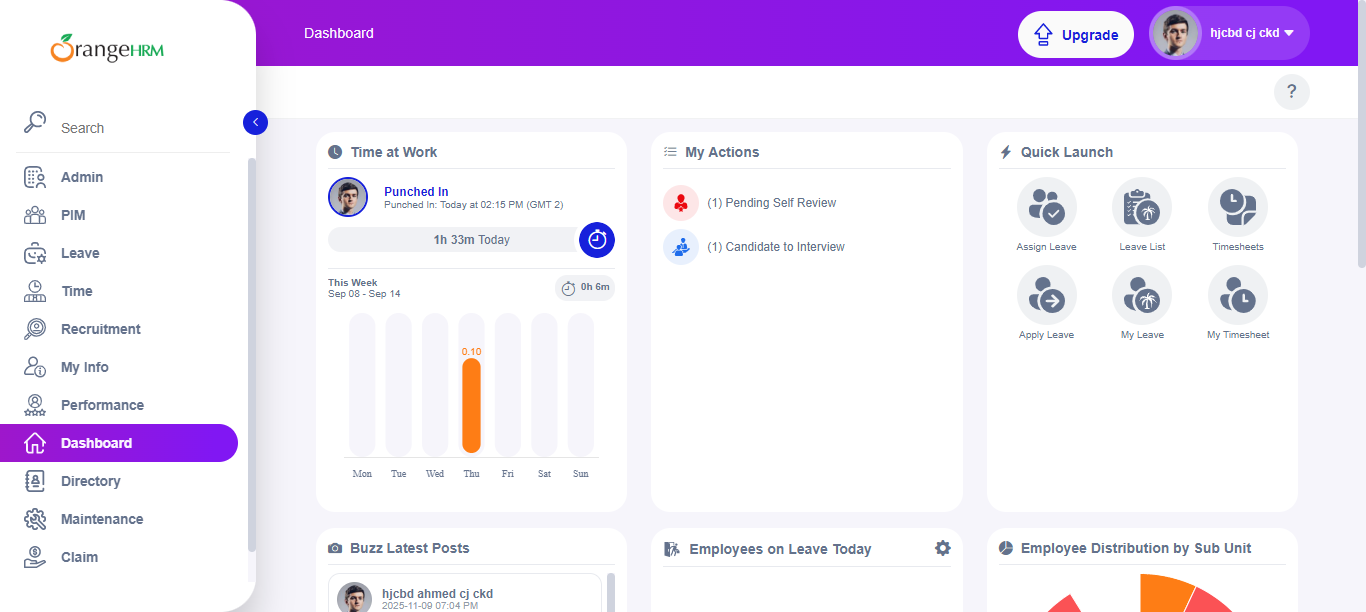 OrangeHRM
Search
Admin
PIM
Leave
Time
Recruitment
My Info
Performance
Dashboard
Directory
Maintenance
Claim
Dashboard
Upgrade
hjcbd cj ckd
?
Time at Work
Punched In
Punched In: Today at 02:15 PM (GMT 2)
1h 33m Today
This Week
Sep 08 - Sep 14
0h 6m
0.10
Mon Tue Wed Thu Fri Sat Sun
My Actions
(1) Pending Self Review
(1) Candidate to Interview
Quick Launch
Assign Leave
Leave List
Timesheets
Apply Leave
My Leave
My Timesheet
Buzz Latest Posts
hjcbd ahmed cj ckd
2025-11-09 07:04 PM
Employees on Leave Today
Employee Distribution by Sub Unit